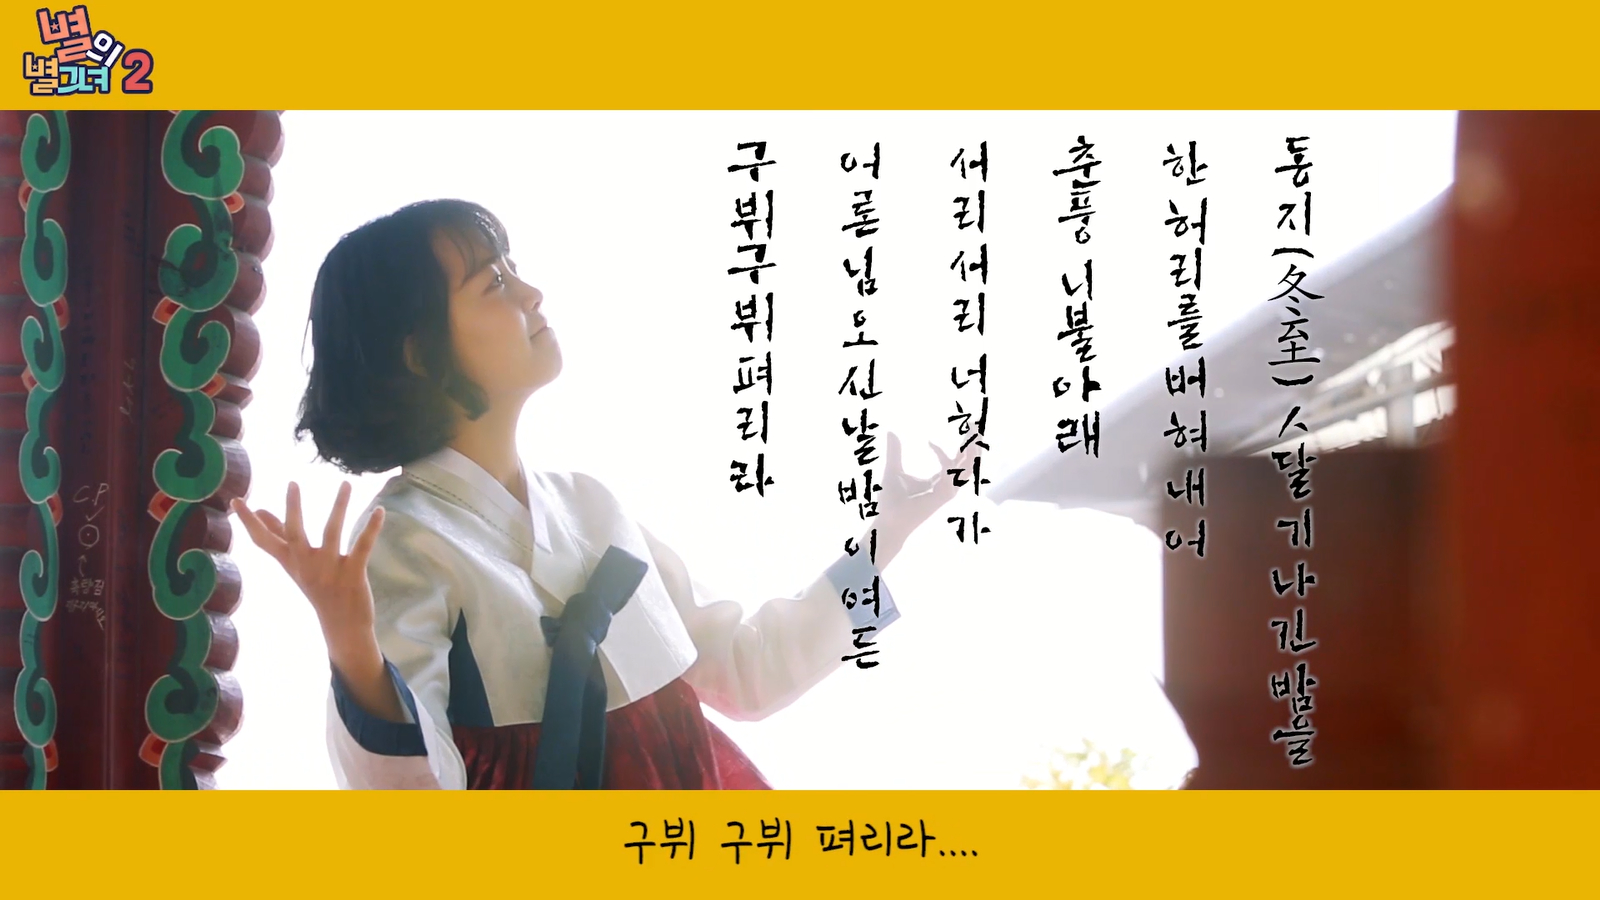 별의
별그녀 2
동지(冬至)ㅅ달 기나긴 밤을
한 허리를 버혀 내어
춘풍 니불 아래
서리서리 너헛다가
어론 님 오신 날 밤이여든
구뷔구뷔 펴리라
C.P
구뷔 구뷔 펴리라....